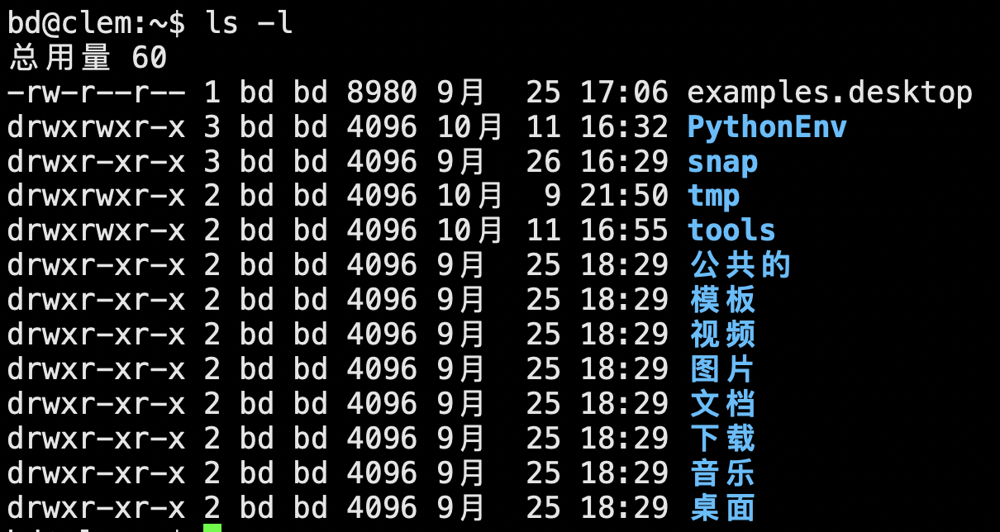 bd@clem:~$ ls -l
总用量 60
-rw-r--r-- 1 bd bd 8980 9月  25 17:06 examples.desktop
drwxrwxr-x 3 bd bd 4096 10月 11 16:32 PythonEnv
drwxr-xr-x 3 bd bd 4096 9月  26 16:29 snap
drwxrwxr-x 2 bd bd 4096 10月  9 21:50 tmp
drwxrwxr-x 2 bd bd 4096 10月 11 16:55 tools
drwxr-xr-x 2 bd bd 4096 9月  25 18:29 公共的
drwxr-xr-x 2 bd bd 4096 9月  25 18:29 模板
drwxr-xr-x 2 bd bd 4096 9月  25 18:29 视频
drwxr-xr-x 2 bd bd 4096 9月  25 18:29 图片
drwxr-xr-x 2 bd bd 4096 9月  25 18:29 文档
drwxr-xr-x 2 bd bd 4096 9月  25 18:29 下载
drwxr-xr-x 2 bd bd 4096 9月  25 18:29 音乐
drwxr-xr-x 2 bd bd 4096 9月  25 18:29 桌面